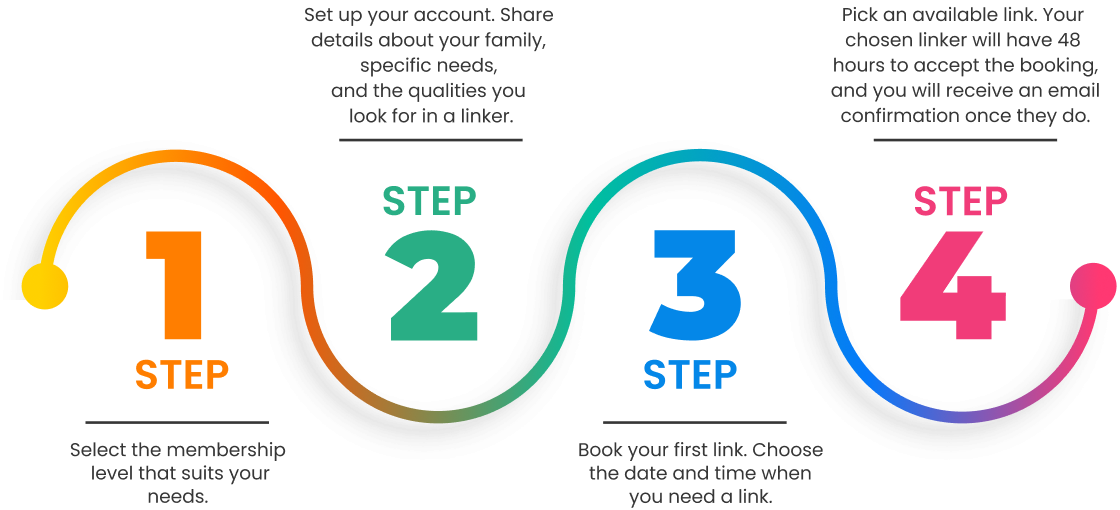 1
STEP
Select the membership
level that suits your
needs.
Set up your account. Share
details about your family,
specific needs,
and the qualities you
look for in a linker.
STEP
2
3
STEP
Book your first link. Choose
the date and time when
you need a link.
Pick an available link. Your
chosen linker will have 48
hours to accept the booking,
and you will receive an email
confirmation once they do.
STEP
4